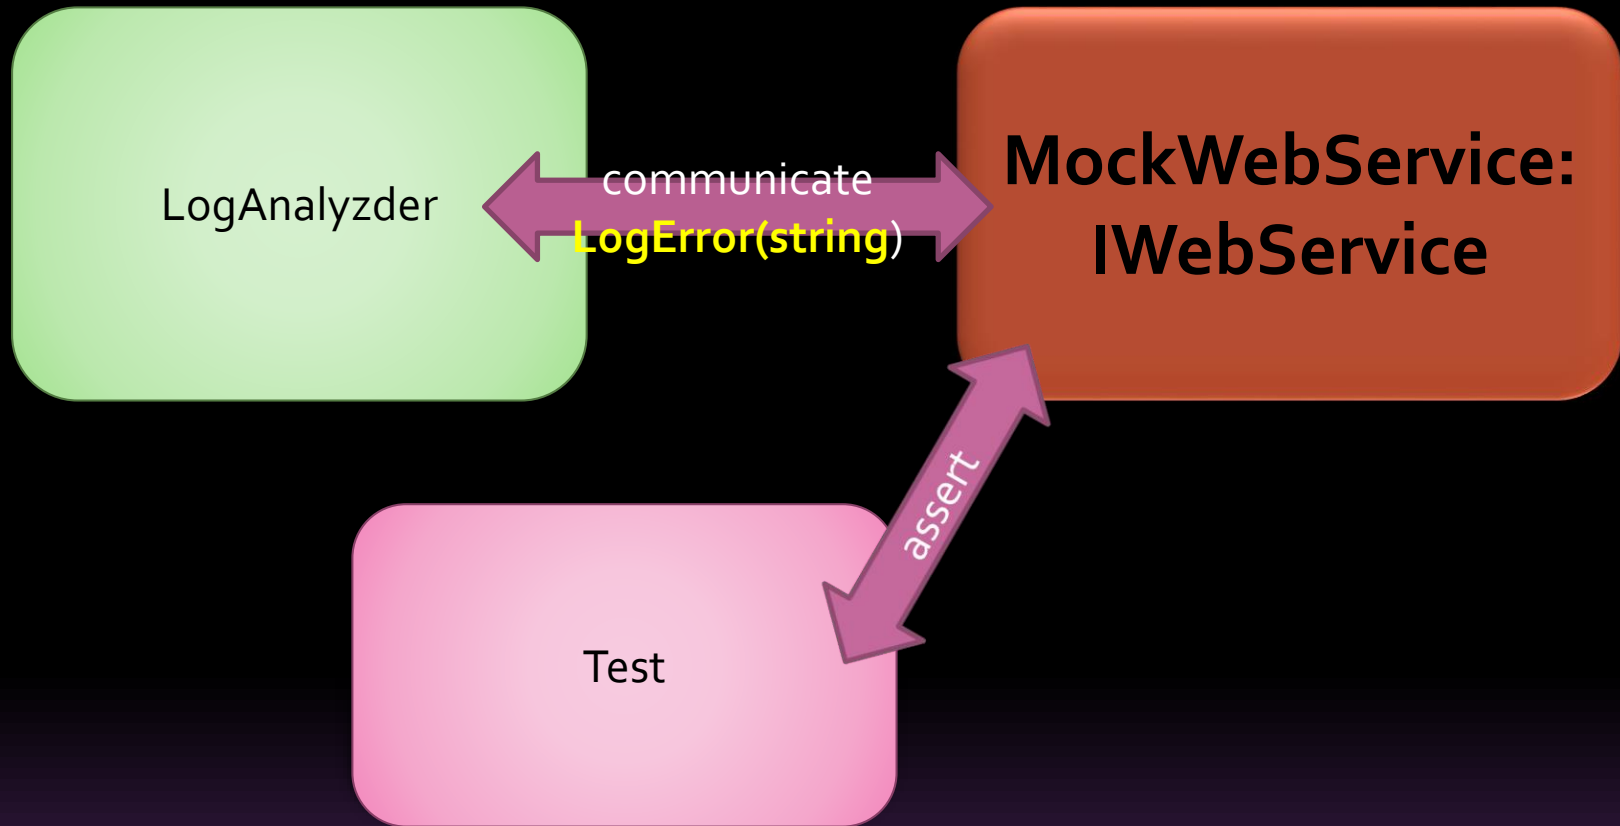 LogAnalyzder
communicate
LogError(string)
MockWebService:
IWebService
assert
Test